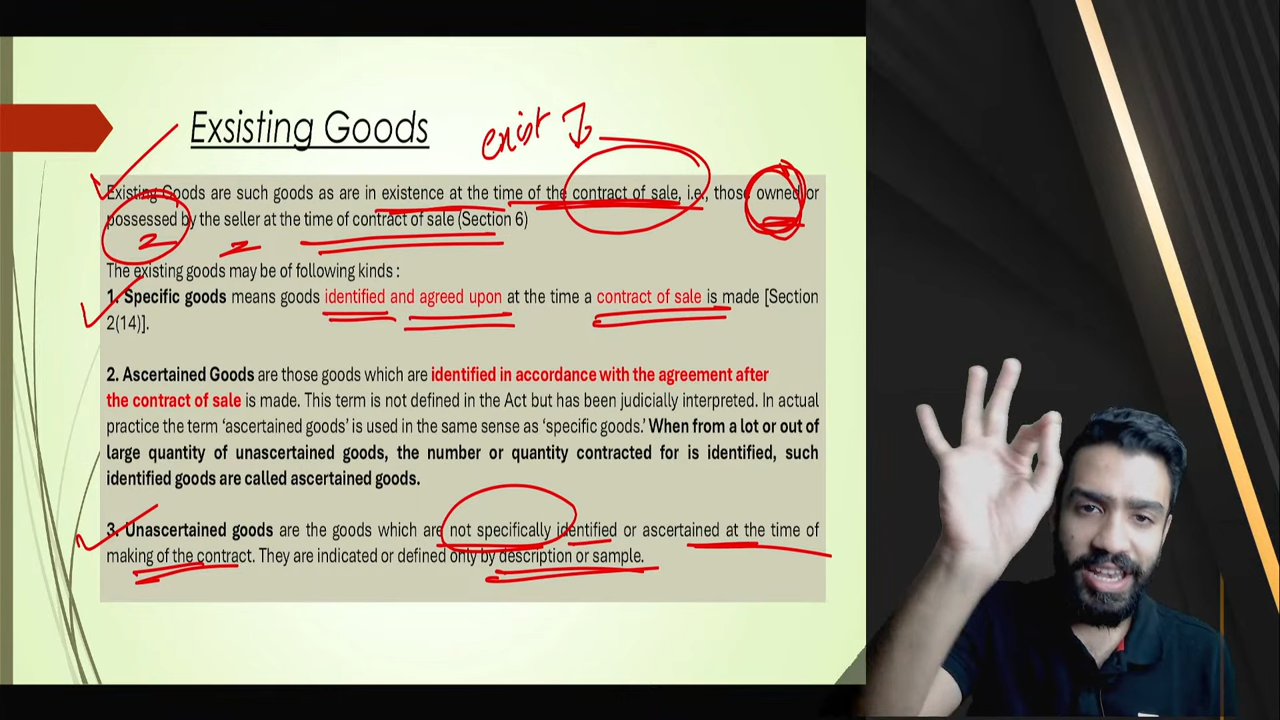 Exsisting Goods
exist
Existing Goods are such goods as are in existence at the time of the contract of sale, i.e., those owned or
possessed by the seller at the time of contract of sale (Section 6)
The existing goods may be of following kinds :
1. Specific goods means goods identified and agreed upon at the time a contract of sale is made [Section
2(14)].
2. Ascertained Goods are those goods which are identified in accordance with the agreement after
the contract of sale is made. This term is not defined in the Act but has been judicially interpreted. In actual
practice the term ‘ascertained goods’ is used in the same sense as ‘specific goods.’ When from a lot or out of
large quantity of unascertained goods, the number or quantity contracted for is identified, such
identified goods are called ascertained goods.
3. Unascertained goods are the goods which are not specifically identified or ascertained at the time of
making of the contract. They are indicated or defined only by description or sample.